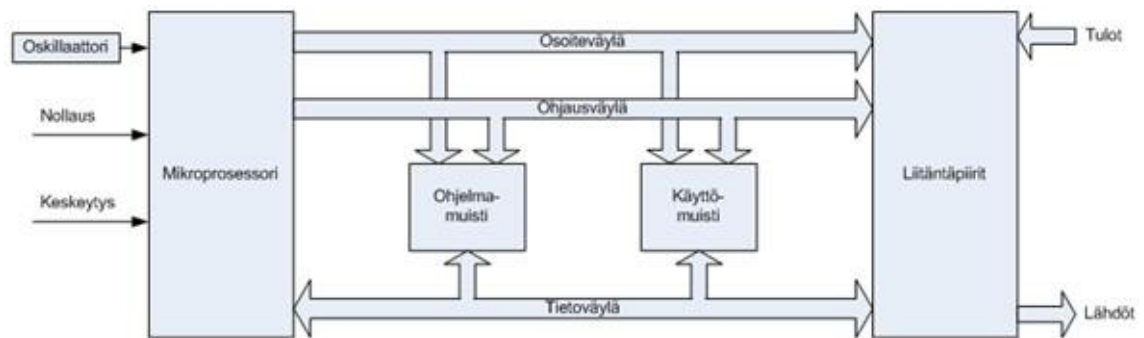 Oskillaattori
Nollaus
Keskeytys
Mikroprosessori
Osoiteväylä
Ohjausväylä
Ohjelma-
muisti
Käyttö-
muisti
Tietoväylä
Liitäntäpiirit
Tulot
Lähdöt